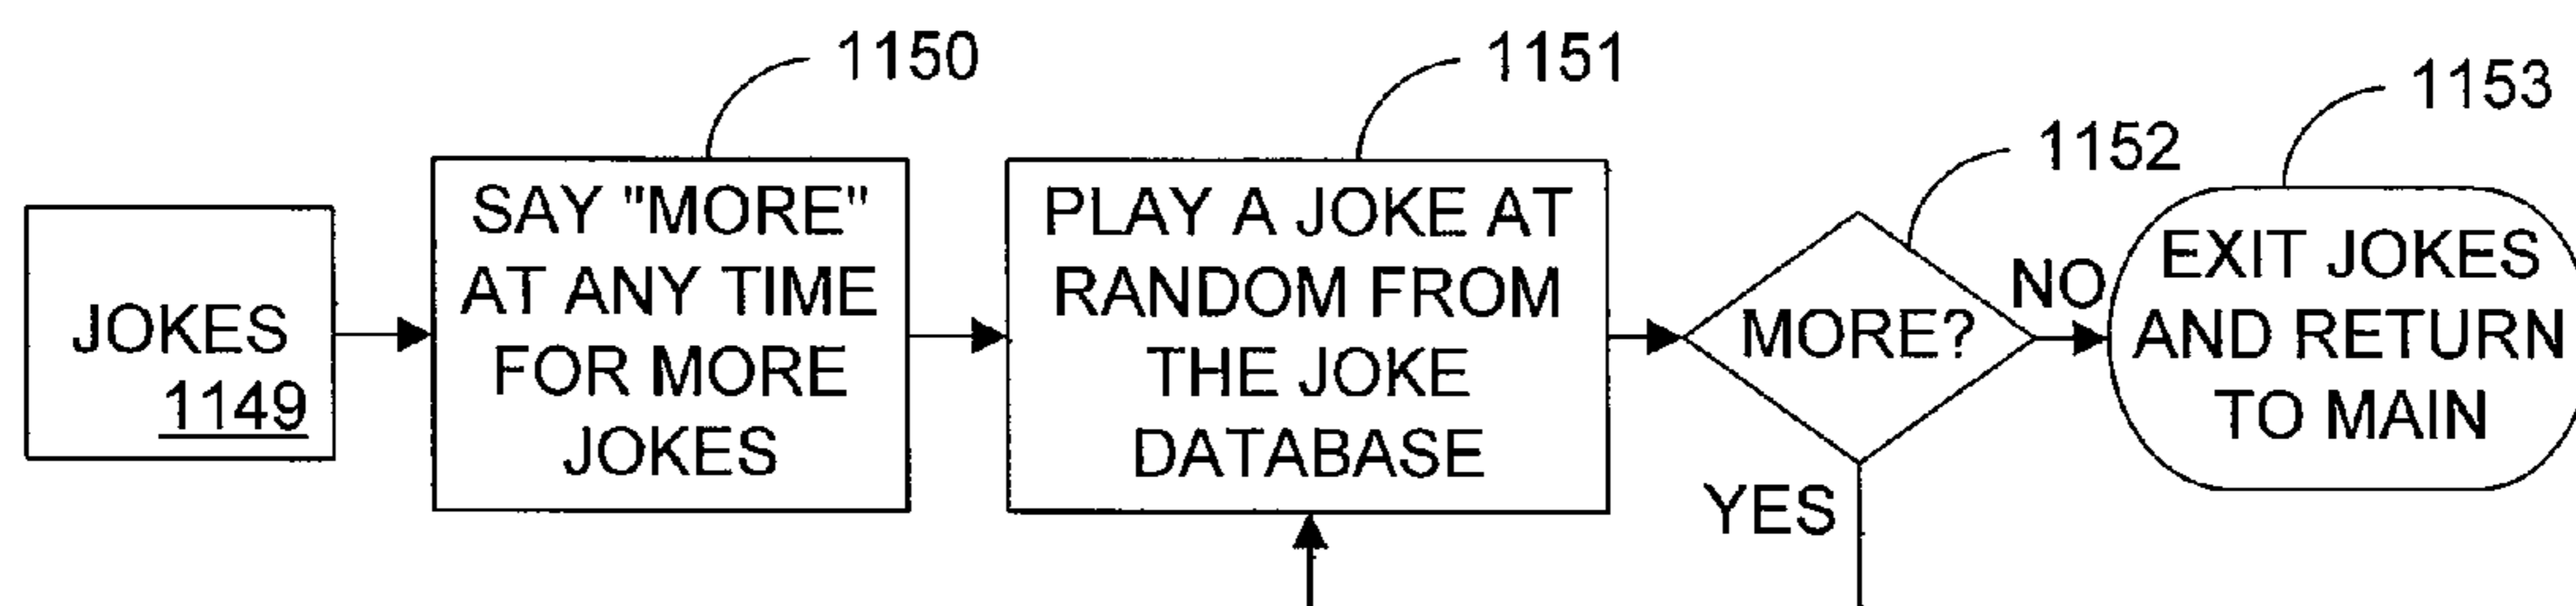 1150
1151
1153
1152
JOKES
1149
SAY "MORE"
AT ANY TIME
FOR MORE
JOKES
PLAY A JOKE AT
RANDOM FROM
THE JOKE
DATABASE
MORE?
NO
YES
EXIT JOKES
AND RETURN
TO MAIN